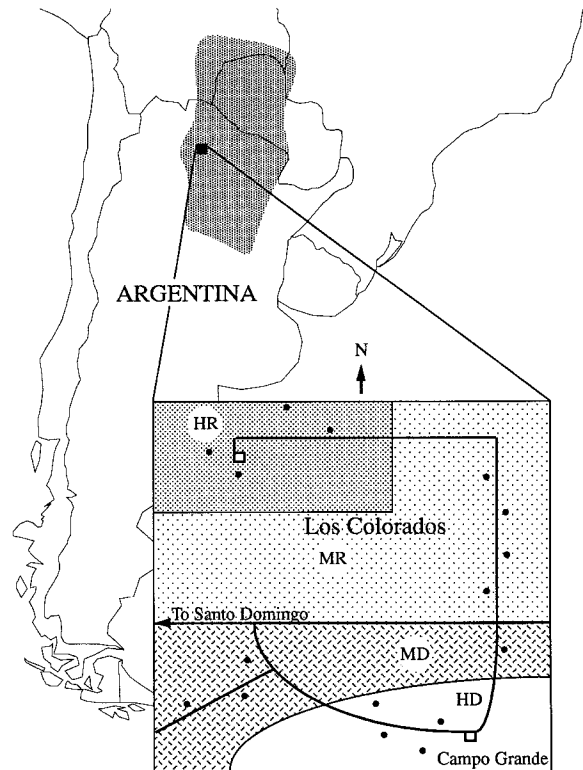 ARGENTINA
N
HR
Los Colorados
MR
To Santo Domingo
MD
HD
Campo Grande